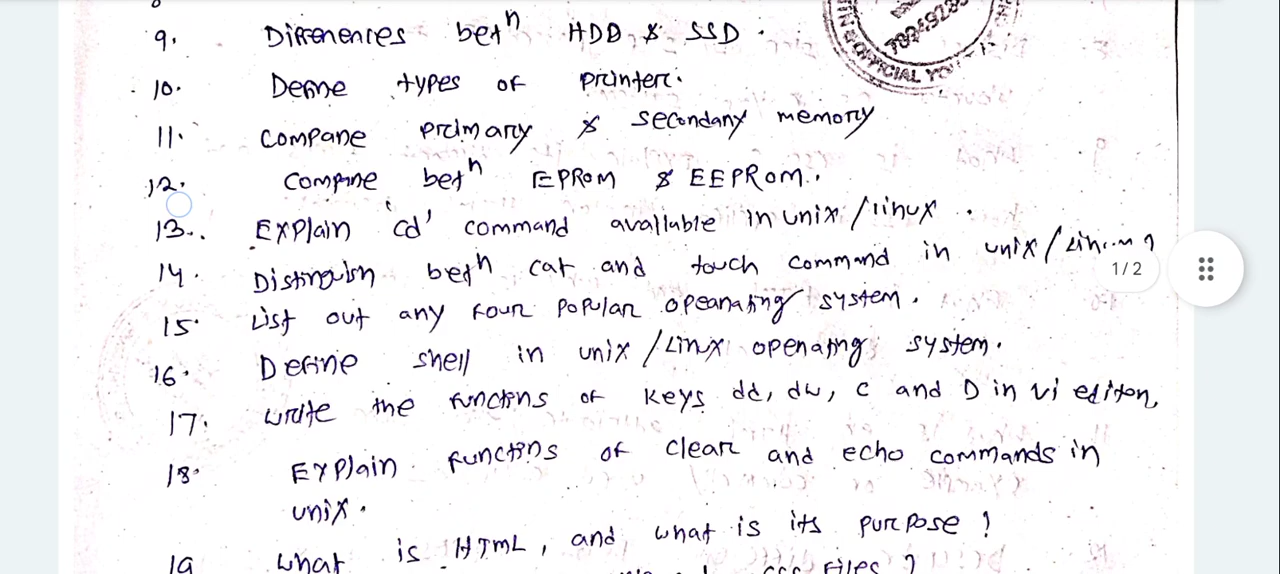 9. Differences betn HDD & SSD.
10. Define types of printer.
11. Compare primary & secondary memory
12. Compare betn EPROM & EEPROM.
13. Explain 'cd' command available in unix/linux.
14. Distinguish betn cat and touch command in unix/
1/2
15. List out any four popular operating system.
16. Define shell in unix/Linux operating system.
17. write the functions of keys dd, dw, c and D in vi editor,
18. Explain functions of clear and echo commands in
unix.
19 what is HTML, and what is its purpose?
files?